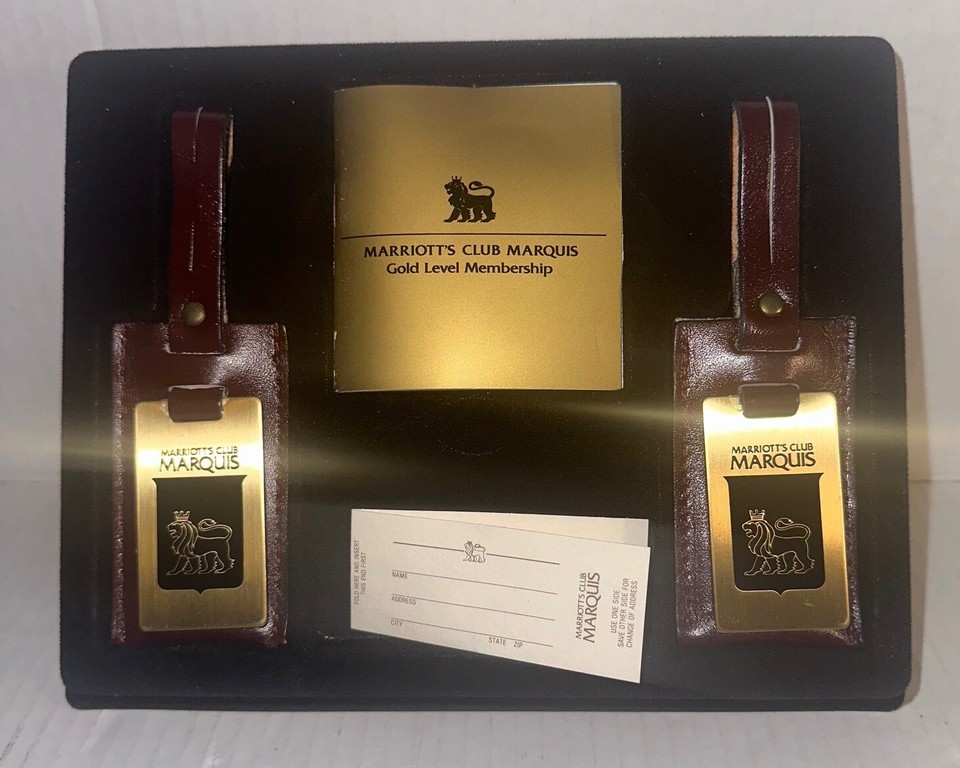 MARRIOTT'S CLUB MARQUIS
Gold Level Membership
MARRIOTT'S CLUB
MARQUIS
MARRIOTT'S CLUB
MARQUIS
FOLD HERE AND INSERT
THIS END FIRST
NAME
ADDRESS
CITY
STATE ZIP
MARRIOTT'S CLUB
MARQUIS
USE ONE SIDE,
SAVE OTHER SIDE FOR
CHANGE OF ADDRESS